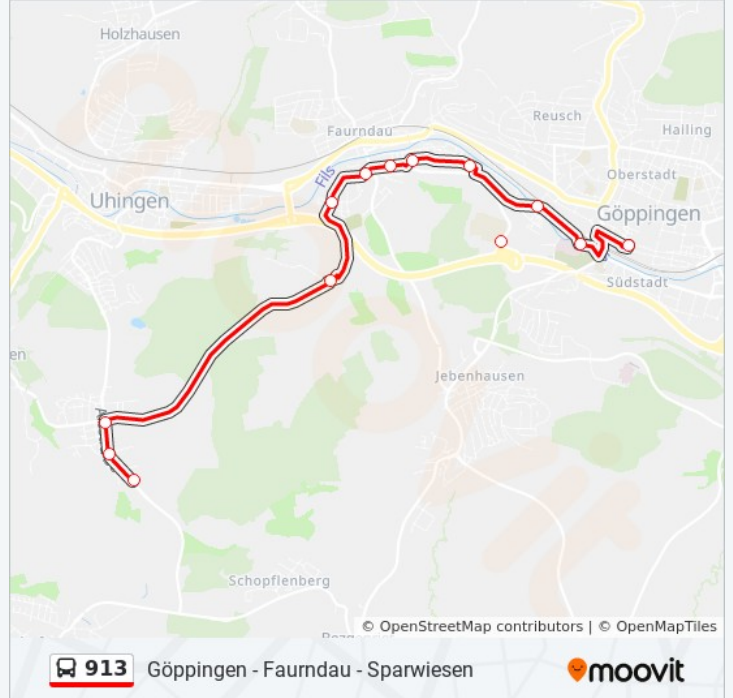 Holzhausen
Reusch
Faurndau
Hailing
Fils
Oberstadt
Uhingen
Göppingen
Südstadt
en
Jebenhausen
Schopflenberg
© OpenStreetMap contributors | © OpenMapTiles
913 Göppingen - Faurndau - Sparwiesen
moovit